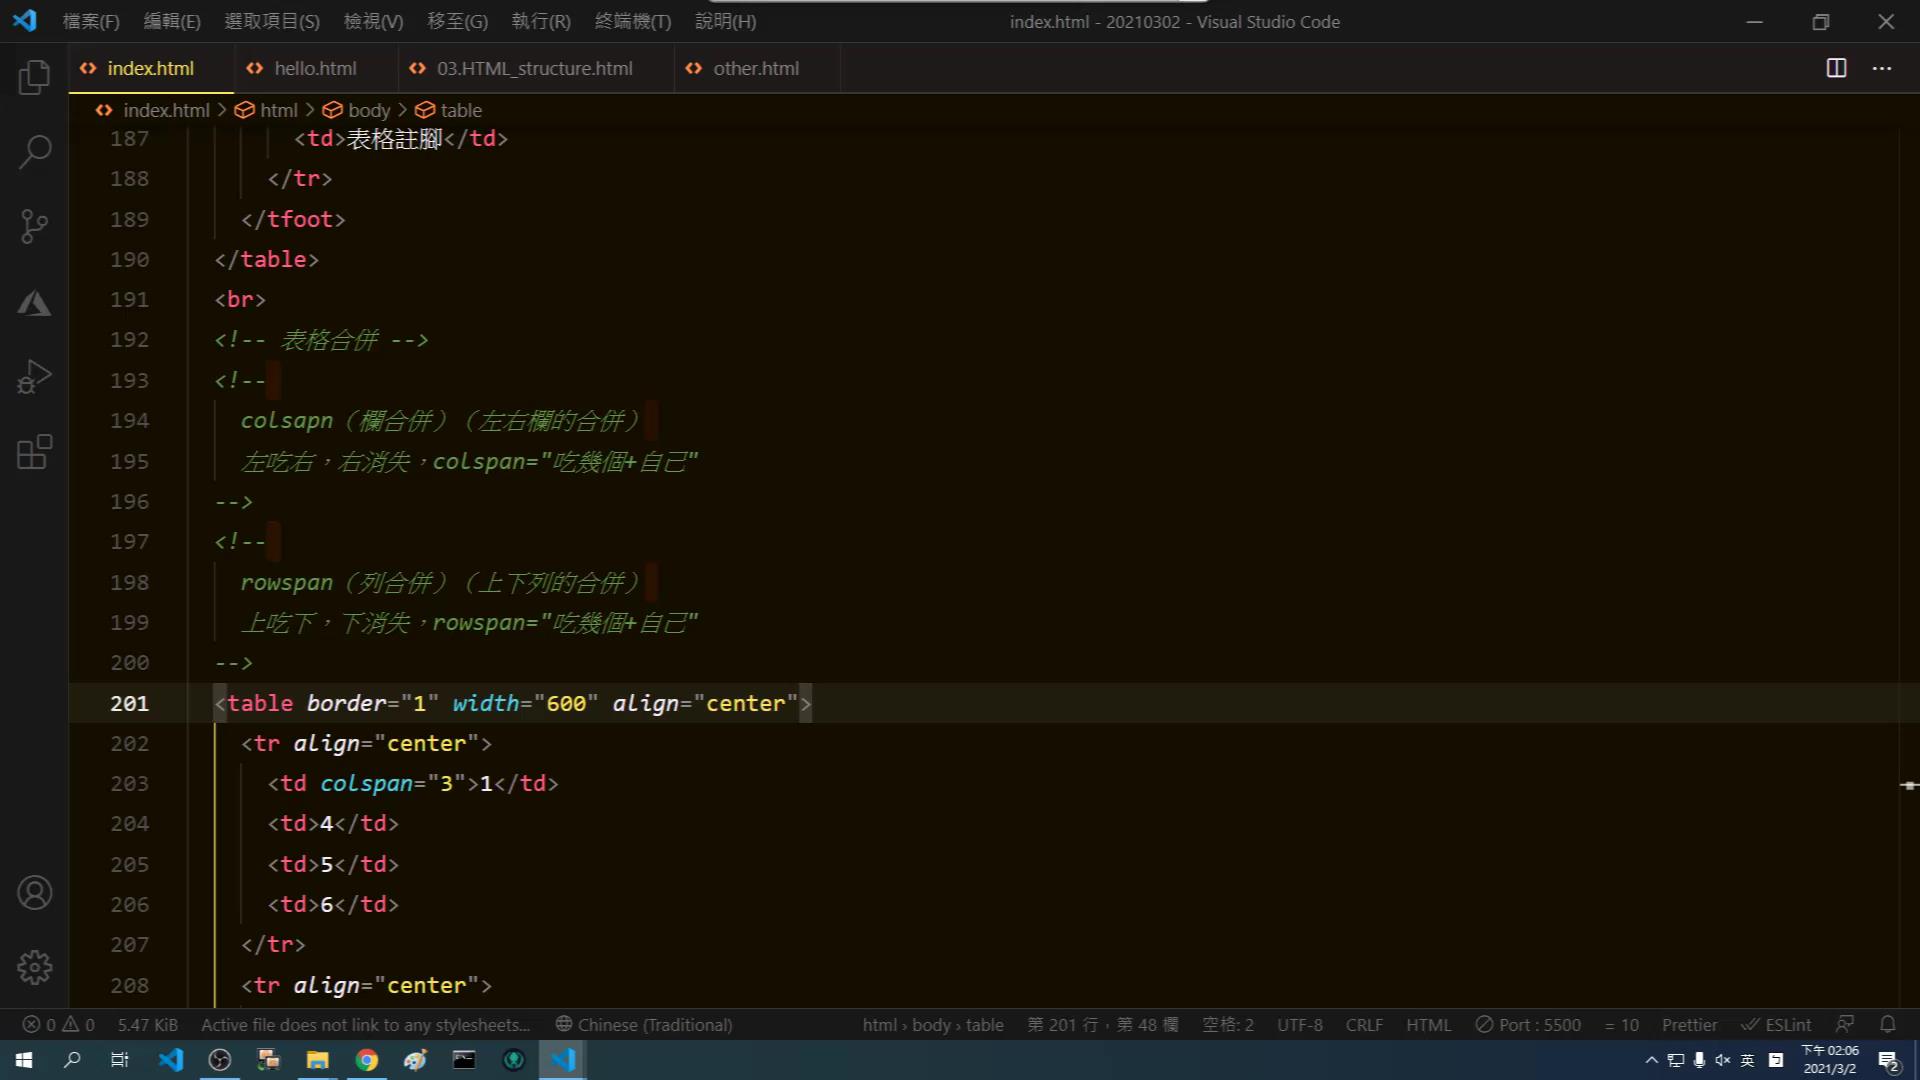 檔案(F) 編輯(E) 選取項目(S) 檢視(V) 移至(G) 執行(R) 終端機(T) 說明(H) index.html - 20210302 - Visual Studio Code
index.html hello.html 03.HTML_structure.html other.html
index.html > html > body > table
187 <td>表格註腳</td>
188 </tr>
189 </tfoot>
190 </table>
191 <br>
192 <!-- 表格合併 -->
193 <!--
194 colsapn（欄合併）（左右欄的合併）
195 左吃右，右消失，colspan="吃幾個+自己"
196 -->
197 <!--
198 rowspan（列合併）（上下列的合併）
199 上吃下，下消失，rowspan="吃幾個+自己"
200 -->
201 <table border="1" width="600" align="center">
202 <tr align="center">
203 <td colspan="3">1</td>
204 <td>4</td>
205 <td>5</td>
206 <td>6</td>
207 </tr>
208 <tr align="center">
0 0 5.47 KiB Active file does not link to any stylesheets... Chinese (Traditional) html › body › table 第 201 行，第 48 欄 空格: 2 UTF-8 CRLF HTML Port : 5500 = 10 Prettier ESLint
英 下午 02:06
2021/3/2 2